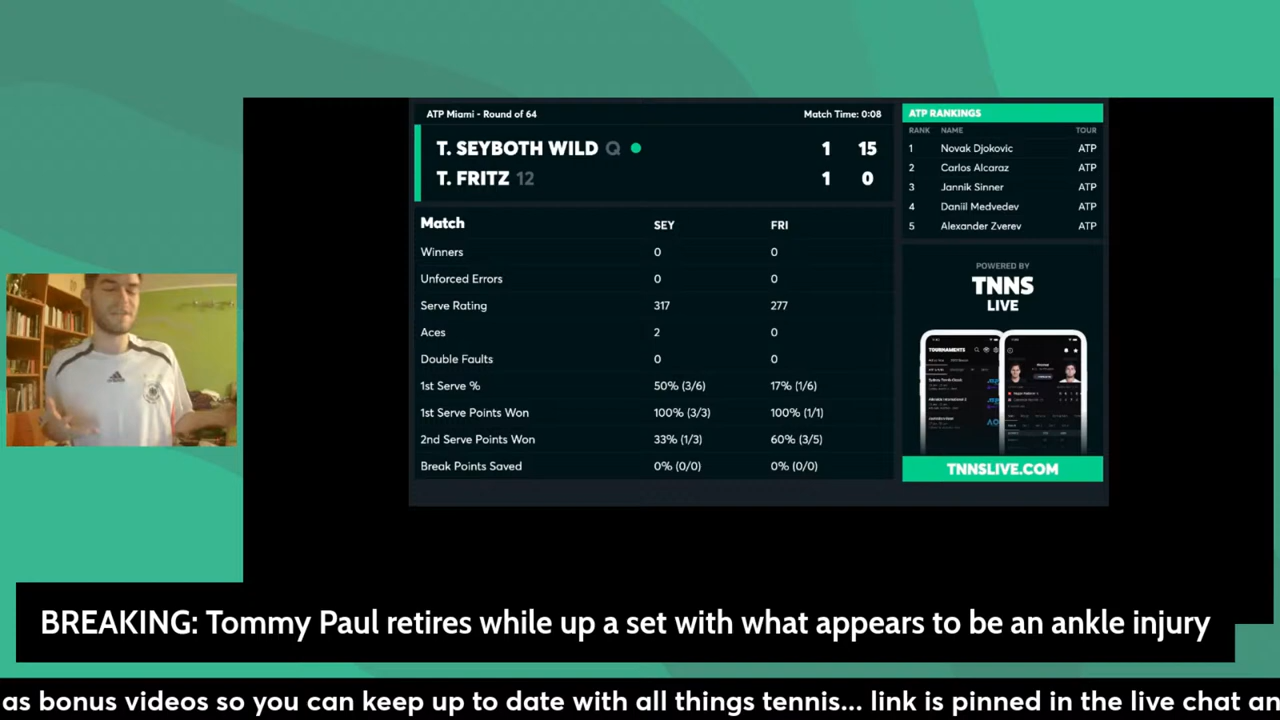 ATP Miami - Round of 64 Match Time: 0:08
T. SEYBOTH WILD Q 1 15
T. FRITZ 12 1 0
Match SEY FRI
Winners 0 0
Unforced Errors 0 0
Serve Rating 317 277
Aces 2 0
Double Faults 0 0
1st Serve % 50% (3/6) 17% (1/6)
1st Serve Points Won 100% (3/3) 100% (1/1)
2nd Serve Points Won 33% (1/3) 60% (3/5)
Break Points Saved 0% (0/0) 0% (0/0)
ATP RANKINGS
RANK NAME TOUR
1 Novak Djokovic ATP
2 Carlos Alcaraz ATP
3 Jannik Sinner ATP
4 Daniil Medvedev ATP
5 Alexander Zverev ATP
POWERED BY
TNNS
LIVE
TOURNAMENTS
TNNSLIVE.COM
BREAKING: Tommy Paul retires while up a set with what appears to be an ankle injury
as bonus videos so you can keep up to date with all things tennis... link is pinned in the live chat an